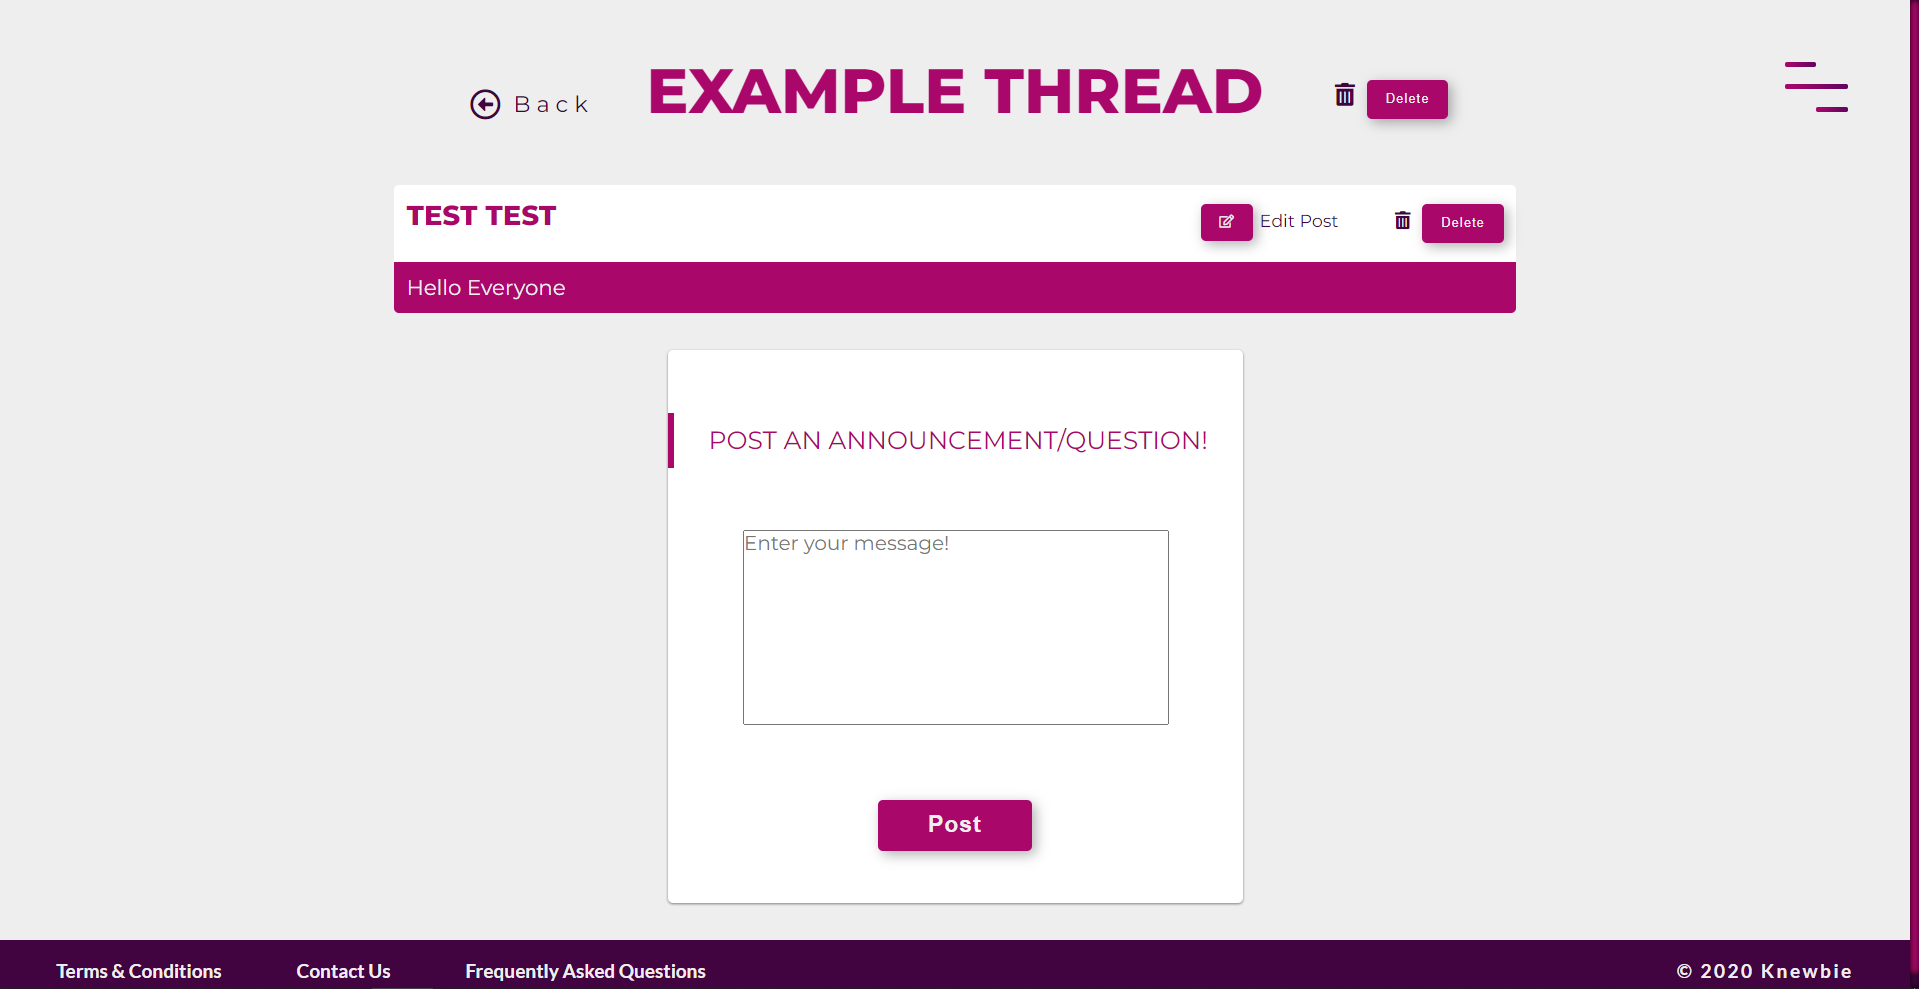 Back
EXAMPLE THREAD
Delete
TEST TEST
Edit Post
Delete
Hello Everyone
POST AN ANNOUNCEMENT/QUESTION!
Enter your message!
Post
Terms & Conditions
Contact Us
Frequently Asked Questions
© 2020 Knewbie